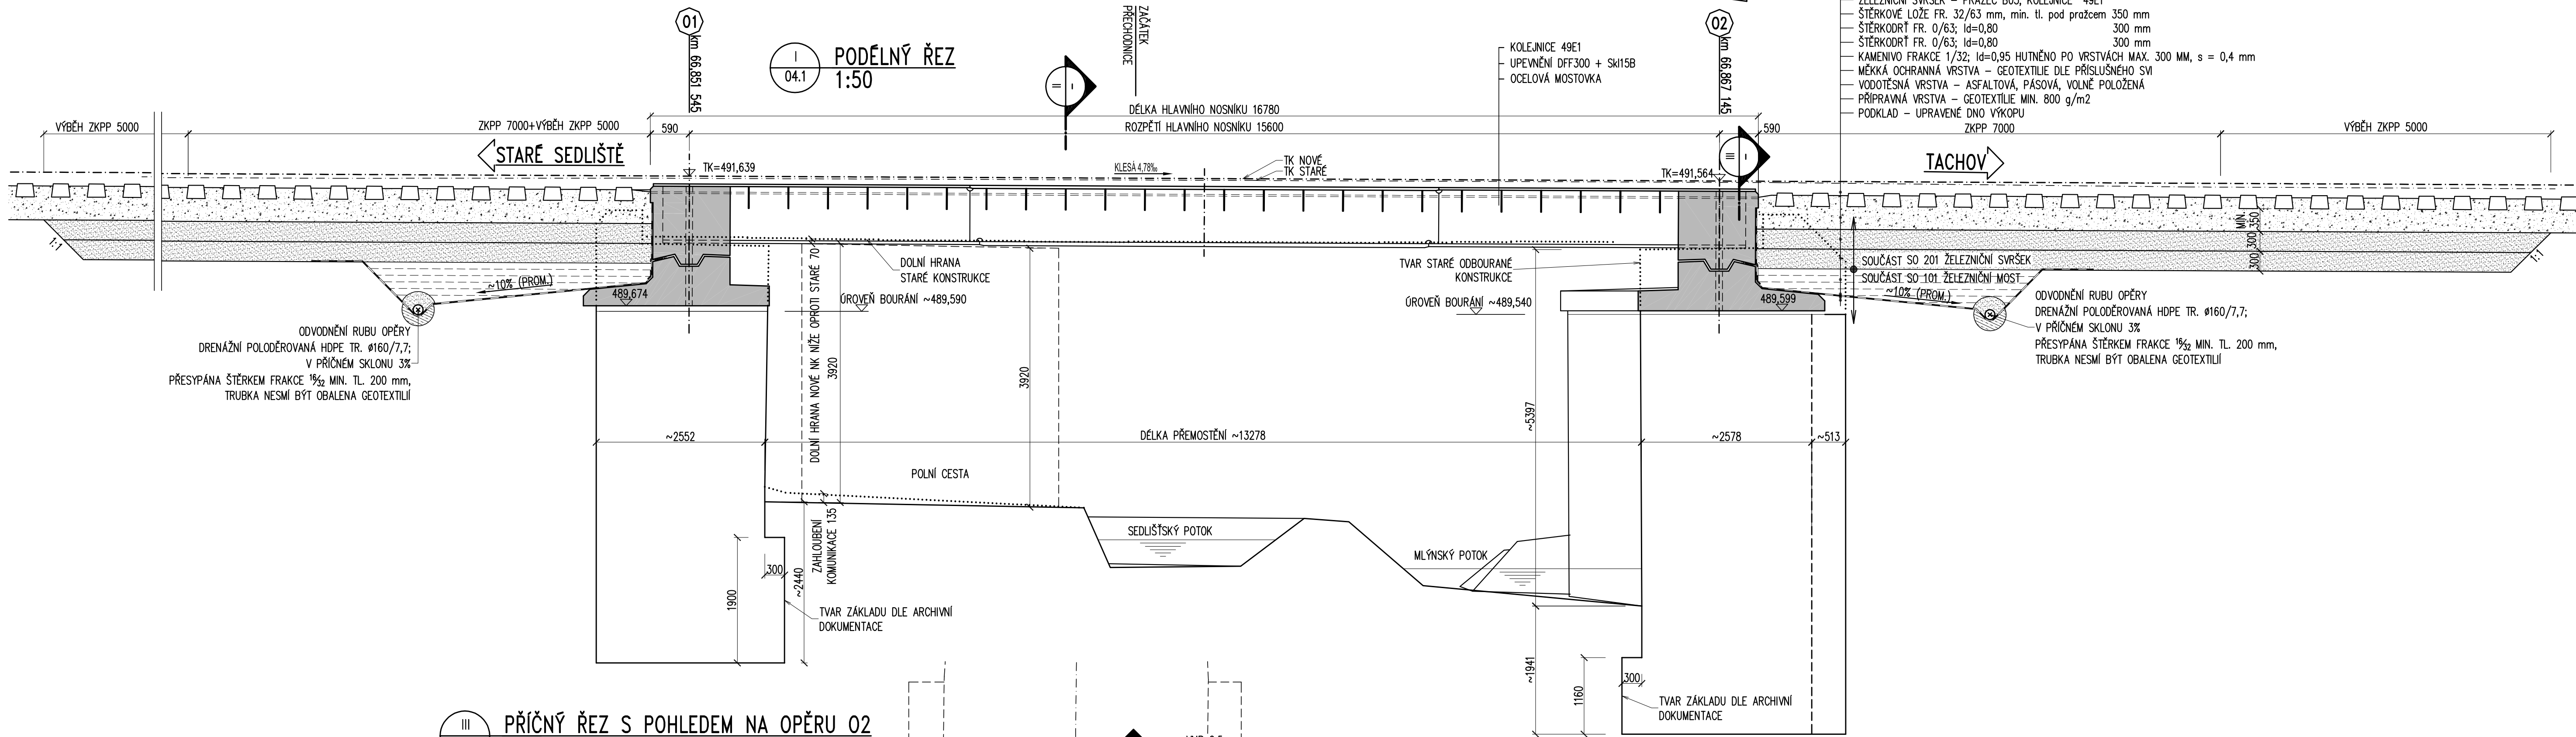 01
km 66,851 545
I
04.1
PODÉLNÝ ŘEZ
1:50
ZAČÁTEK
PŘECHODNICE
II
I
KOLEJNICE 49E1
UPEVNĚNÍ DFF300 + SKl15B
OCELOVÁ MOSTOVKA
02
km 66,867 145
ŽELEZNIČNÍ SVRŠEK – PRAŽEC B03, KOLEJNICE 49E1
ŠTĚRKOVÉ LOŽE FR. 32/63 mm, min. tl. pod pražcem 350 mm
ŠTĚRKODRŤ FR. 0/63; Id=0,80 300 mm
ŠTĚRKODRŤ FR. 0/63; Id=0,80 300 mm
KAMENIVO FRAKCE 1/32; Id=0,95 HUTNĚNO PO VRSTVÁCH MAX. 300 MM, s = 0,4 mm
MĚKKÁ OCHRANNÁ VRSTVA – GEOTEXTILIE DLE PŘÍSLUŠNÉHO SVI
VODOTĚSNÁ VRSTVA – ASFALTOVÁ, PÁSOVÁ, VOLNĚ POLOŽENÁ
PŘÍPRAVNÁ VRSTVA – GEOTEXTÍLIE MIN. 800 g/m2
PODKLAD – UPRAVENÉ DNO VÝKOPU
DÉLKA HLAVNÍHO NOSNÍKU 16780
VÝBĚH ZKPP 5000
ZKPP 7000+VÝBĚH ZKPP 5000
590
ROZPĚTÍ HLAVNÍHO NOSNÍKU 15600
590
ZKPP 7000
VÝBĚH ZKPP 5000
STARÉ SEDLIŠTĚ
TK=491,639
KLESÁ 4,78‰
TK NOVÉ
TK STARÉ
TK=491,564
III
I
TACHOV
1:1
MIN.
350
300
300
1:1
DOLNÍ HRANA
STARÉ KONSTRUKCE
TVAR STARÉ ODBOURANÉ
KONSTRUKCE
SOUČÁST SO 201 ŽELEZNIČNÍ SVRŠEK
SOUČÁST SO 101 ŽELEZNIČNÍ MOST
~10% (PROM.)
489,674
ÚROVEŇ BOURÁNÍ ~489,590
ÚROVEŇ BOURÁNÍ ~489,540
489,599
~10% (PROM.)
ODVODNĚNÍ RUBU OPĚRY
DRENÁŽNÍ POLODĚROVANÁ HDPE TR. ø160/7,7;
V PŘÍČNÉM SKLONU 3%
PŘESYPÁNA ŠTĚRKEM FRAKCE 16/32 MIN. TL. 200 mm,
TRUBKA NESMÍ BÝT OBALENA GEOTEXTILIÍ
ODVODNĚNÍ RUBU OPĚRY
DRENÁŽNÍ POLODĚROVANÁ HDPE TR. ø160/7,7;
V PŘÍČNÉM SKLONU 3%
PŘESYPÁNA ŠTĚRKEM FRAKCE 16/32 MIN. TL. 200 mm,
TRUBKA NESMÍ BÝT OBALENA GEOTEXTILIÍ
DOLNÍ HRANA NOVÉ NK NÍŽE OPROTI STARÉ 70
3920
3920
~5397
~2552
DÉLKA PŘEMOSTĚNÍ ~13278
~2578
~513
POLNÍ CESTA
ZAHLOUBENÍ
KOMUNIKACE 135
SEDLIŠŤSKÝ POTOK
MLÝNSKÝ POTOK
300
1900
~2440
TVAR ZÁKLADU DLE ARCHIVNÍ
DOKUMENTACE
~1941
300
1160
TVAR ZÁKLADU DLE ARCHIVNÍ
DOKUMENTACE
III
PŘÍČNÝ ŘEZ S POHLEDEM NA OPĚRU 02